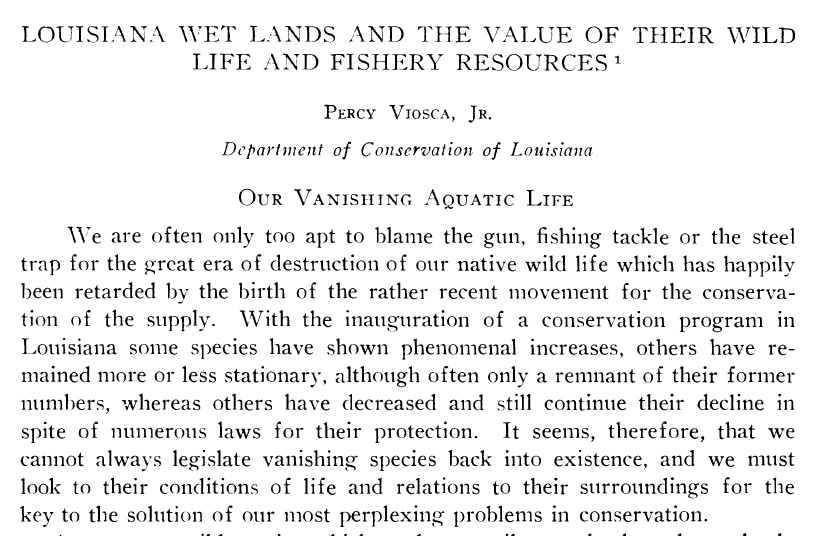 LOUISIANA WET LANDS AND THE VALUE OF THEIR WILD
LIFE AND FISHERY RESOURCES ¹
PERCY VIOSCA, JR.
Department of Conservation of Louisiana
OUR VANISHING AQUATIC LIFE
We are often only too apt to blame the gun, fishing tackle or the steel
trap for the great era of destruction of our native wild life which has happily
been retarded by the birth of the rather recent movement for the conserva-
tion of the supply. With the inauguration of a conservation program in
Louisiana some species have shown phenomenal increases, others have re-
mained more or less stationary, although often only a remnant of their former
numbers, whereas others have decreased and still continue their decline in
spite of numerous laws for their protection. It seems, therefore, that we
cannot always legislate vanishing species back into existence, and we must
look to their conditions of life and relations to their surroundings for the
key to the solution of our most perplexing problems in conservation.